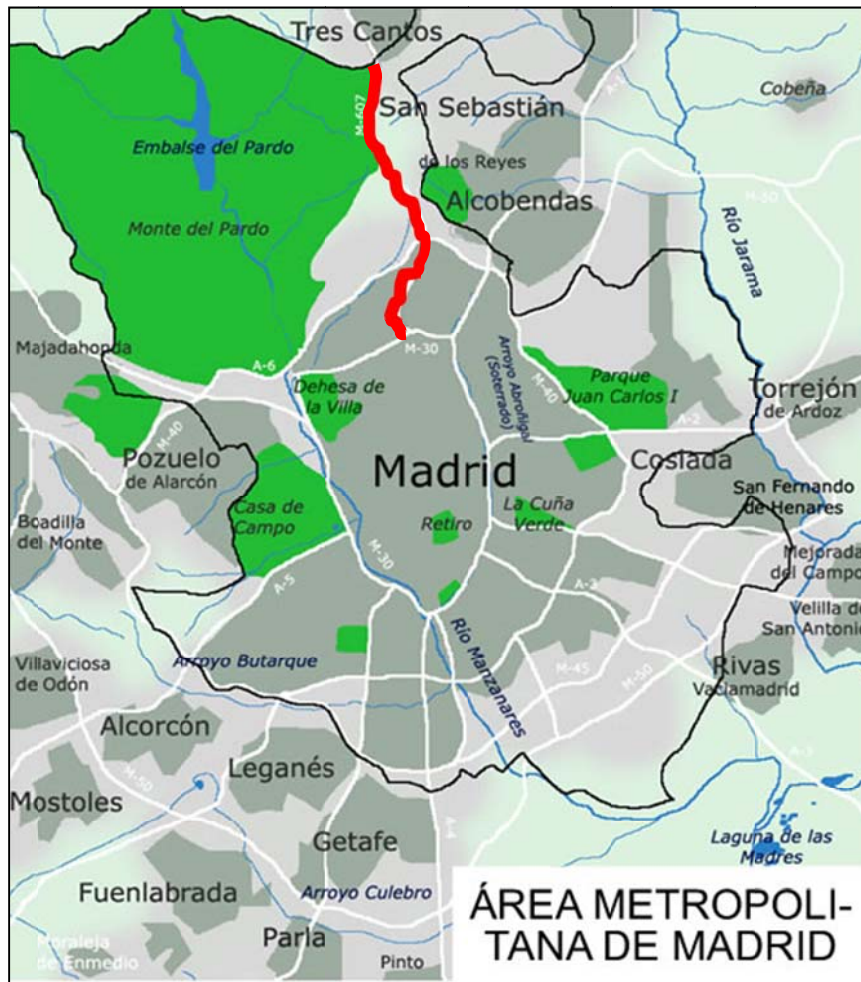 Tres Cantos
M-607
San Sebastián
de los Reyes
A-1
Cobeña
Embalse del Pardo
Alcobendas
M-50
Monte del Pardo
Río Jarama
Majadahonda
A-6
M-30
Dehesa de
la Villa
Arroyo Abroñigal
(Soterrado)
M-40
Parque
Juan Carlos I
Torrejón
de Ardoz
M-40
A-2
Pozuelo
de Alarcón
Madrid
Coslada
San Fernando
de Henares
Casa de
Campo
Retiro
La Cuña
Verde
Boadilla
del Monte
M-30
A-5
A-3
Mejorada
del Campo
Velilla de
San Antonio
Arroyo Butarque
Río Manzanares
M-45
M-50
Rivas
Vaciamadrid
Villaviciosa
de Odón
Alcorcón
Leganés
M-50
A-3
Mostoles
A-4
Getafe
Laguna de las
Madres
Fuenlabrada
Arroyo Culebro
Parla
Pinto
Moraleja
de Enmedio
ÁREA METROPOLI-
TANA DE MADRID